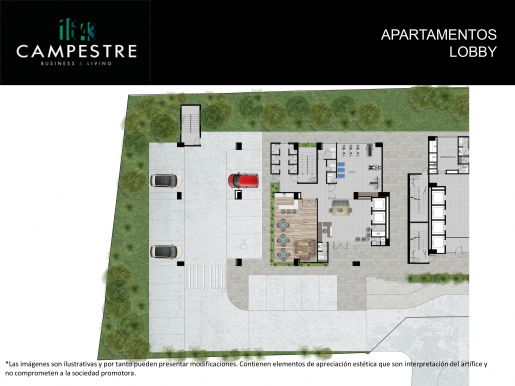 1643
CAMPESTRE
BUSINESS & LIVING
APARTAMENTOS
LOBBY
*Las imágenes son ilustrativas y por tanto pueden presentar modificaciones. Contienen elementos de apreciación estética que son interpretación del artífice y
no comprometen a la sociedad promotora.